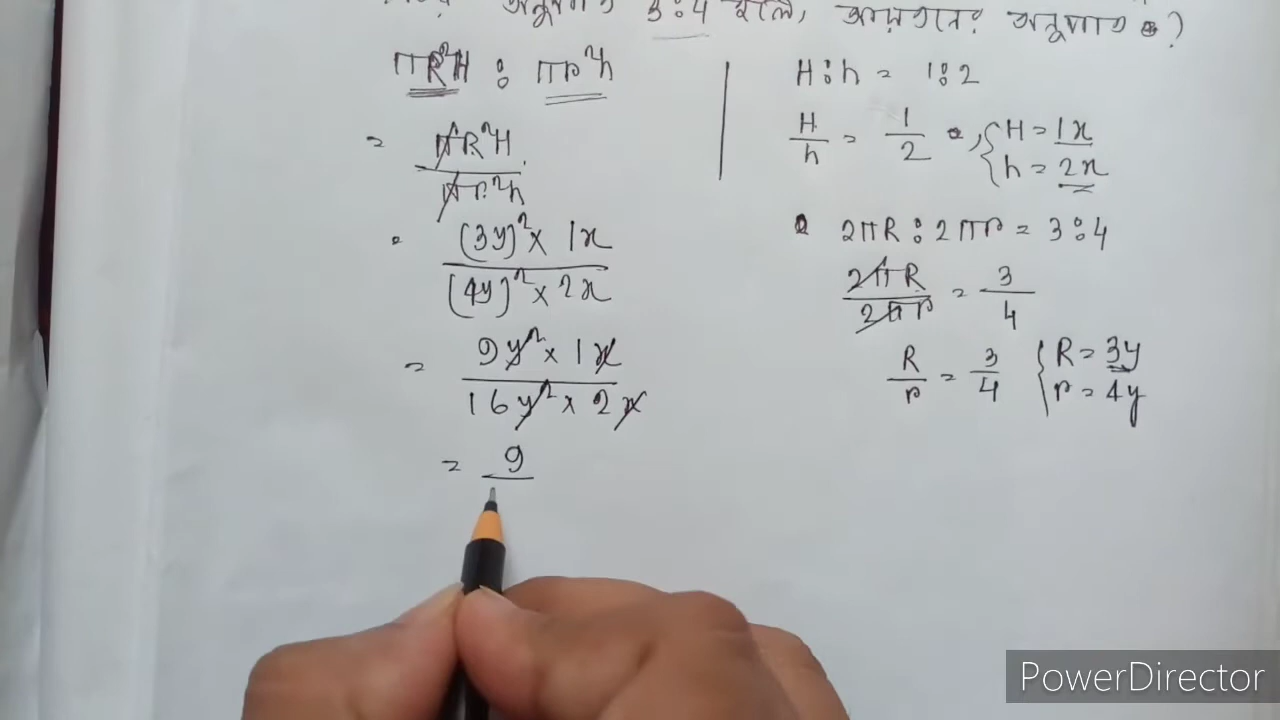 অনুপাত 3:4 হলে, আয়তনের অনুপাত ?
πR²H : πr²h
= πR²H / πr²h
= (3y)² × 1x / (4y)² × 2x
= 9y² × 1x / 16y² × 2x
= 9
H:h = 1:2
H/h = 1/2 , { H = 1x
h = 2x
2πR : 2πr = 3:4
2πR / 2πr = 3/4
R/r = 3/4 { R = 3y
r = 4y
PowerDirector